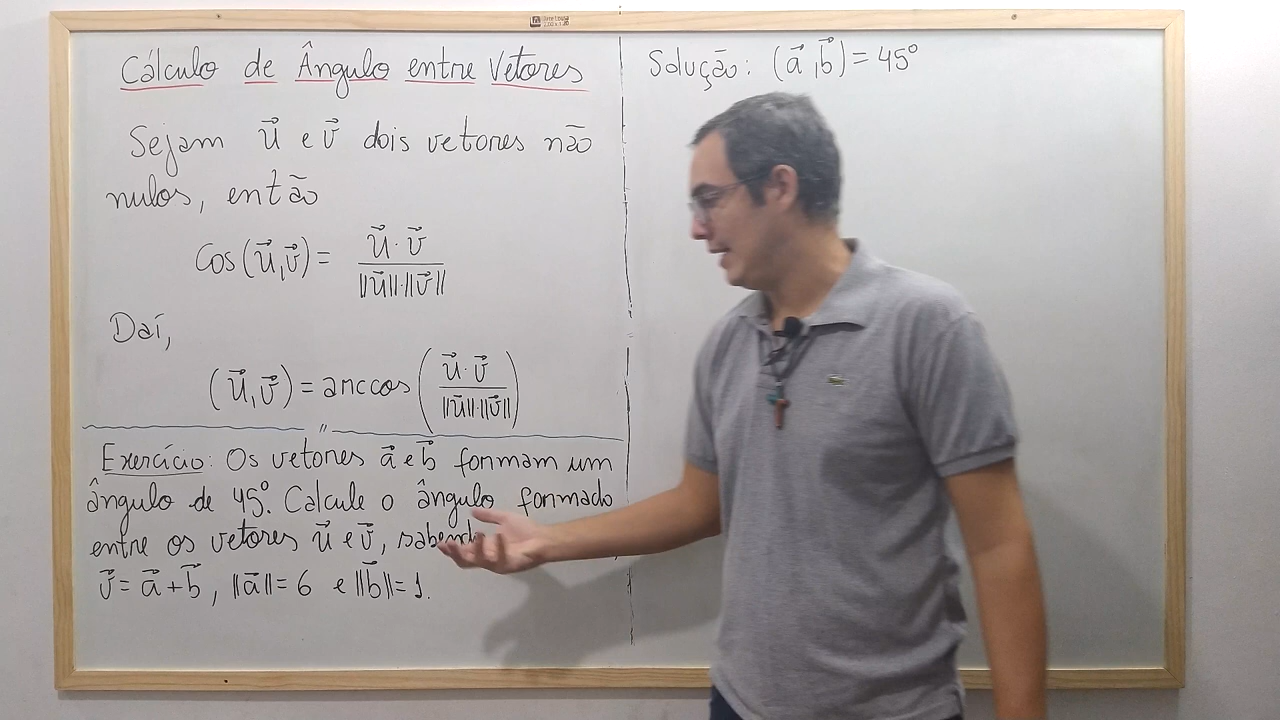 Cálculo de Ângulo entre Vetores
Sejam u⃗ e v⃗ dois vetores não
nulos, então
cos(u⃗,v⃗) = u⃗·v⃗ / ||u⃗||·||v⃗||
Daí,
(u⃗,v⃗) = arccos(u⃗·v⃗ / ||u⃗||·||v⃗||)
Exercício: Os vetores a⃗ e b⃗ formam um
ângulo de 45°. Calcule o ângulo formado
entre os vetores u⃗ e v⃗,
v⃗ = a⃗ + b⃗, ||a⃗|| = 6 e ||b⃗|| = 1.
Solução: (a⃗,b⃗) = 45°